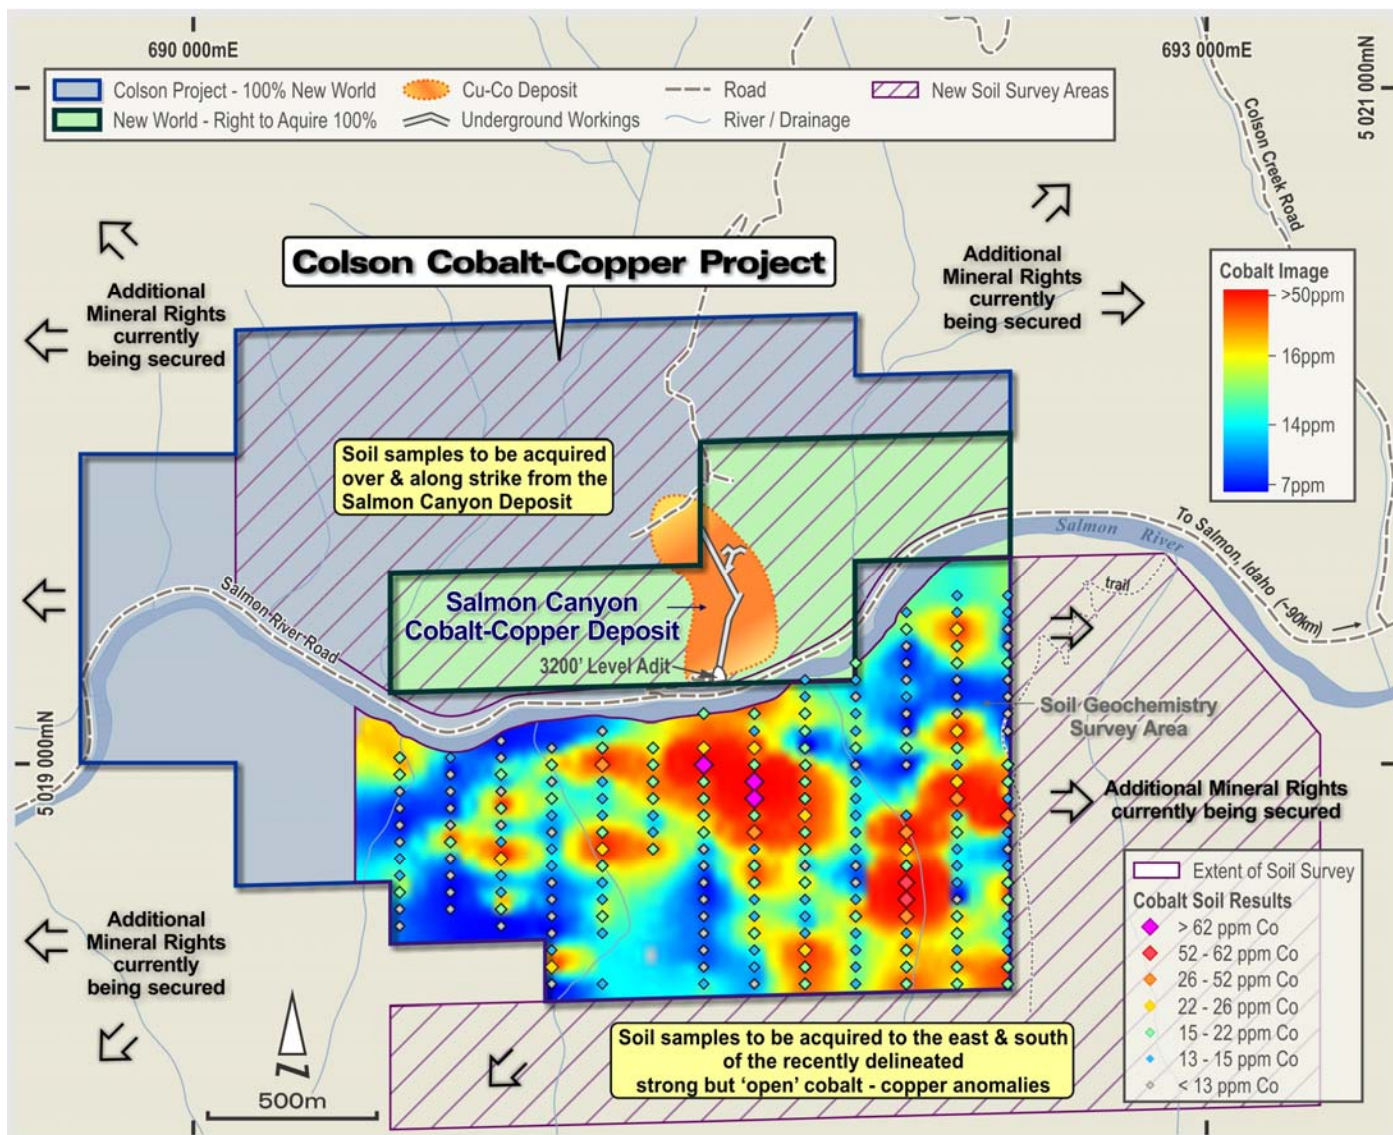 690 000mE
693 000mE
5 021 000mN
Colson Project - 100% New World
New World - Right to Aquire 100%
Cu-Co Deposit
Underground Workings
Road
River / Drainage
New Soil Survey Areas
Colson Creek Road
Additional
Mineral Rights
currently
being secured
Colson Cobalt-Copper Project
Additional
Mineral Rights
currently
being secured
Cobalt Image
>50ppm
16ppm
14ppm
7ppm
Soil samples to be acquired
over & along strike from the
Salmon Canyon Deposit
Salmon River
To Salmon, Idaho (~90km)
trail
Salmon River Road
Salmon Canyon
Cobalt-Copper Deposit
3200' Level Adit
Soil Geochemistry
Survey Area
5 019 000mN
Additional Mineral Rights
currently being secured
Extent of Soil Survey
Cobalt Soil Results
> 62 ppm Co
52 - 62 ppm Co
26 - 52 ppm Co
22 - 26 ppm Co
15 - 22 ppm Co
13 - 15 ppm Co
< 13 ppm Co
Additional
Mineral Rights
currently
being secured
Soil samples to be acquired to the east & south
of the recently delineated
strong but 'open' cobalt - copper anomalies
N
500m